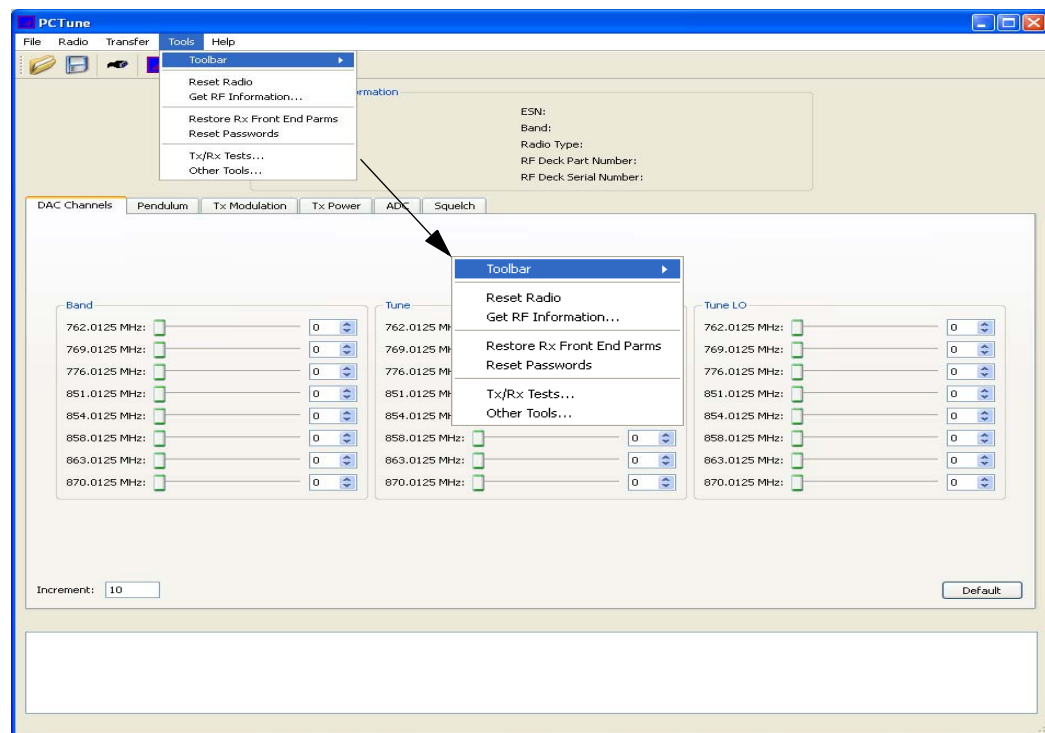 PCTune
File Radio Transfer Tools Help
Toolbar
Reset Radio
Get RF Information...
Restore Rx Front End Parms
Reset Passwords
Tx/Rx Tests...
Other Tools...
ESN:
Band:
Radio Type:
RF Deck Part Number:
RF Deck Serial Number:
DAC Channels Pendulum Tx Modulation Tx Power ADC Squelch
Toolbar
Reset Radio
Get RF Information...
Restore Rx Front End Parms
Reset Passwords
Tx/Rx Tests...
Other Tools...
Band
762.0125 MHz: 0
769.0125 MHz: 0
776.0125 MHz: 0
851.0125 MHz: 0
854.0125 MHz: 0
858.0125 MHz: 0
863.0125 MHz: 0
870.0125 MHz: 0
Tune
762.0125
769.0125
776.0125
851.0125
854.0125
858.0125 MHz: 0
863.0125 MHz: 0
870.0125 MHz: 0
Tune LO
762.0125 MHz: 0
769.0125 MHz: 0
776.0125 MHz: 0
851.0125 MHz: 0
854.0125 MHz: 0
858.0125 MHz: 0
863.0125 MHz: 0
870.0125 MHz: 0
Increment: 10
Default